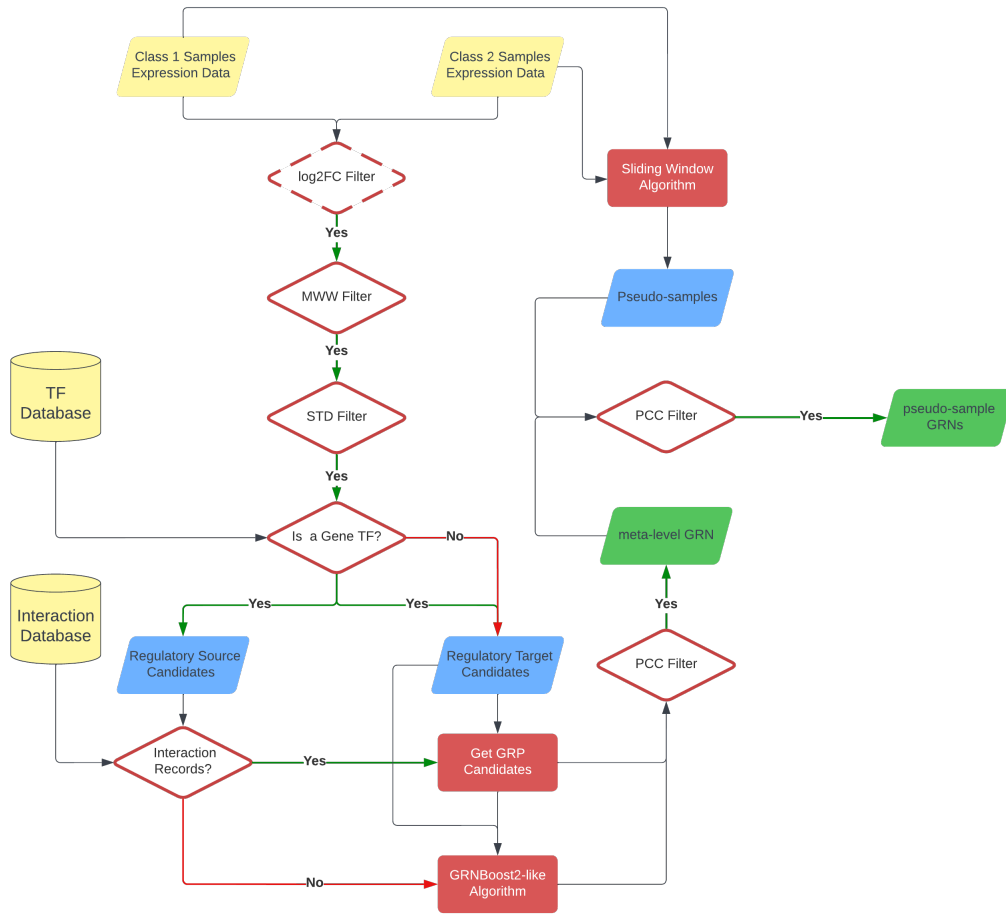 Class 1 Samples
Expression Data
Class 2 Samples
Expression Data
log2FC Filter
Sliding Window
Algorithm
Yes
MWW Filter
Pseudo-samples
Yes
TF
Database
STD Filter
PCC Filter
Yes
pseudo-sample
GRNs
Yes
Is a Gene TF?
No
meta-level GRN
Interaction
Database
Yes
Yes
Yes
Regulatory Source
Candidates
Regulatory Target
Candidates
PCC Filter
Interaction
Records?
Yes
Get GRP
Candidates
No
GRNBoost2-like
Algorithm